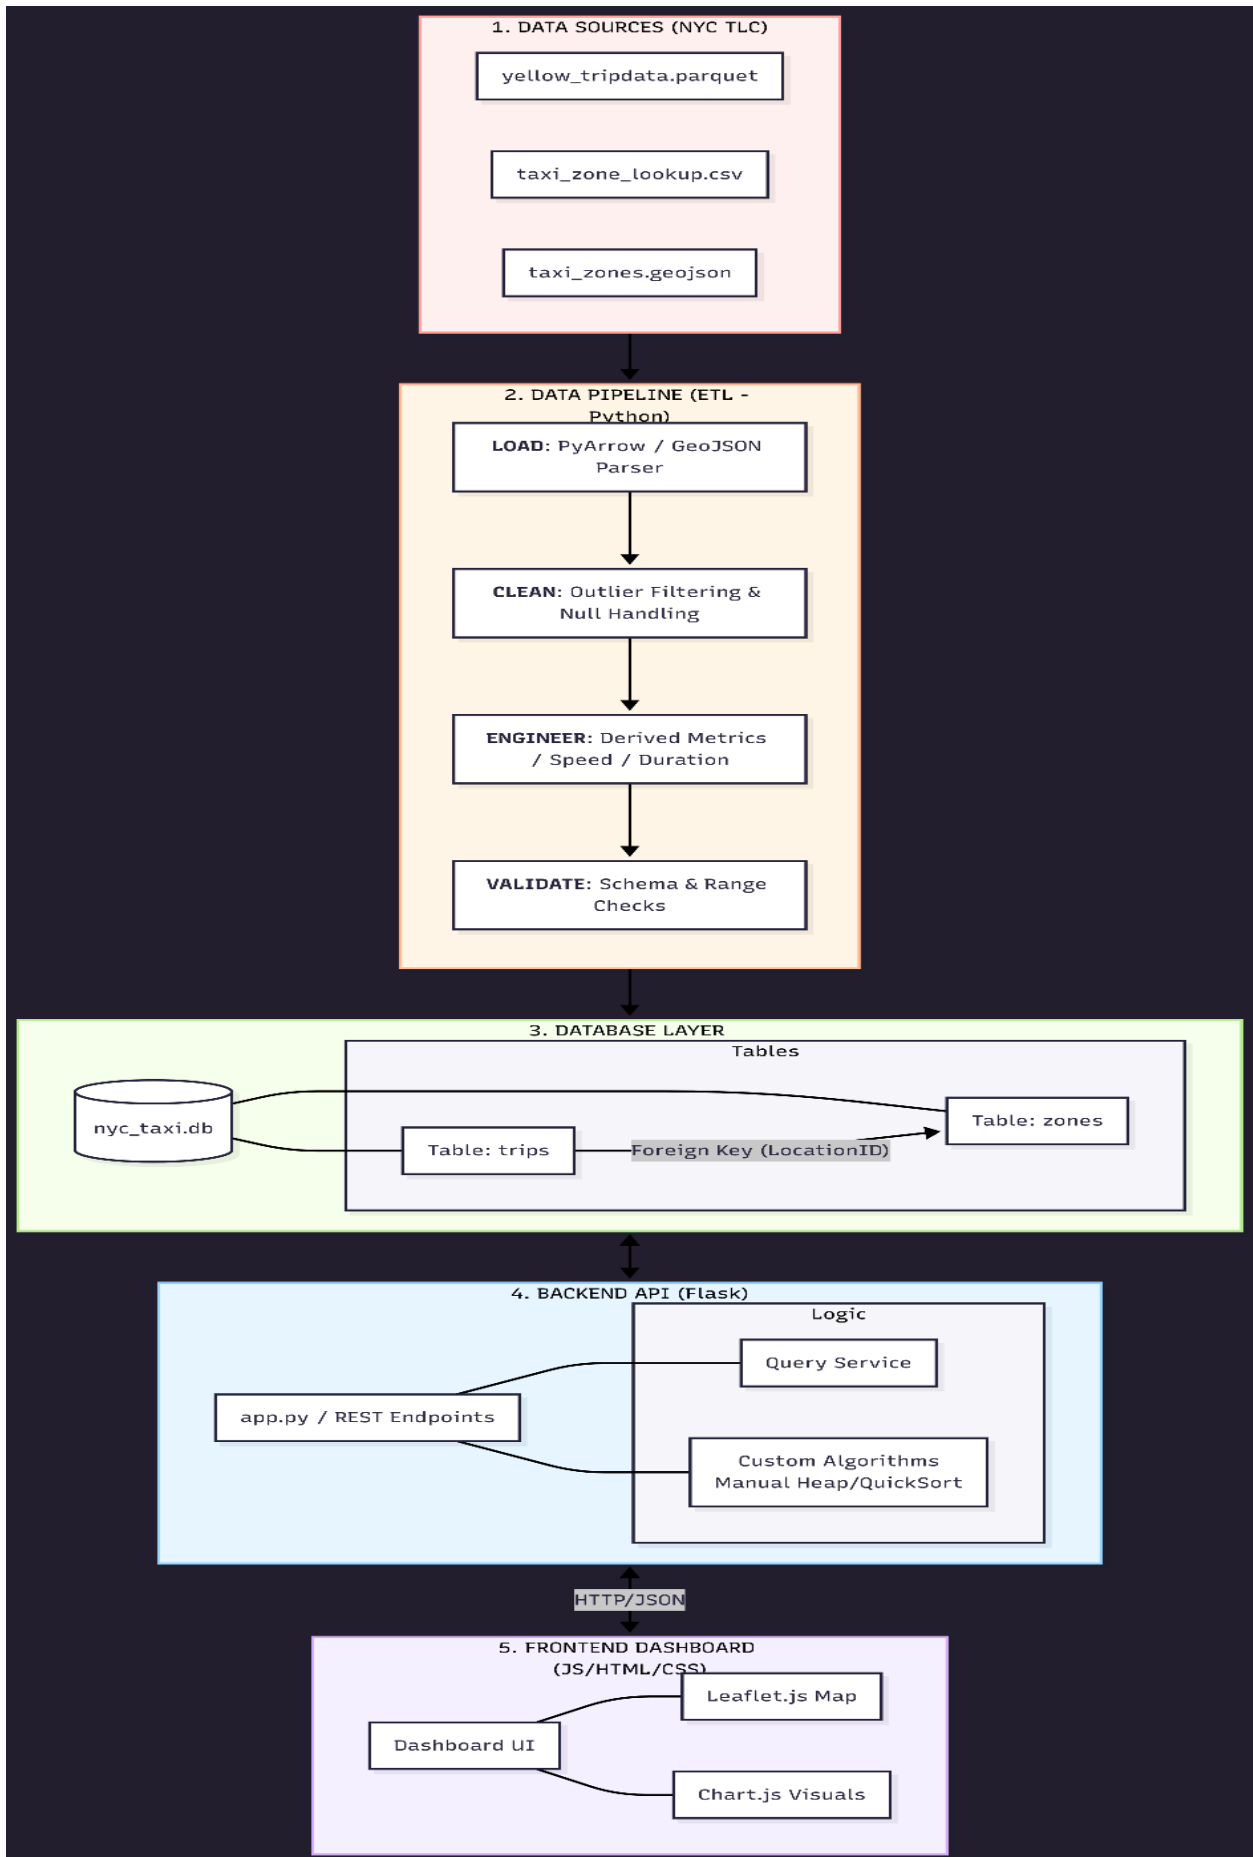 1. DATA SOURCES (NYC TLC)
yellow_tripdata.parquet
taxi_zone_lookup.csv
taxi_zones.geojson
2. DATA PIPELINE (ETL -
Python)
LOAD: PyArrow / GeoJSON
Parser
CLEAN: Outlier Filtering &
Null Handling
ENGINEER: Derived Metrics
/ Speed / Duration
VALIDATE: Schema & Range
Checks
3. DATABASE LAYER
Tables
nyc_taxi.db
Table: zones
Table: trips
Foreign Key (LocationID)
4. BACKEND API (Flask)
Logic
Query Service
app.py / REST Endpoints
Custom Algorithms
Manual Heap/QuickSort
HTTP/JSON
5. FRONTEND DASHBOARD
(JS/HTML/CSS)
Leaflet.js Map
Dashboard UI
Chart.js Visuals